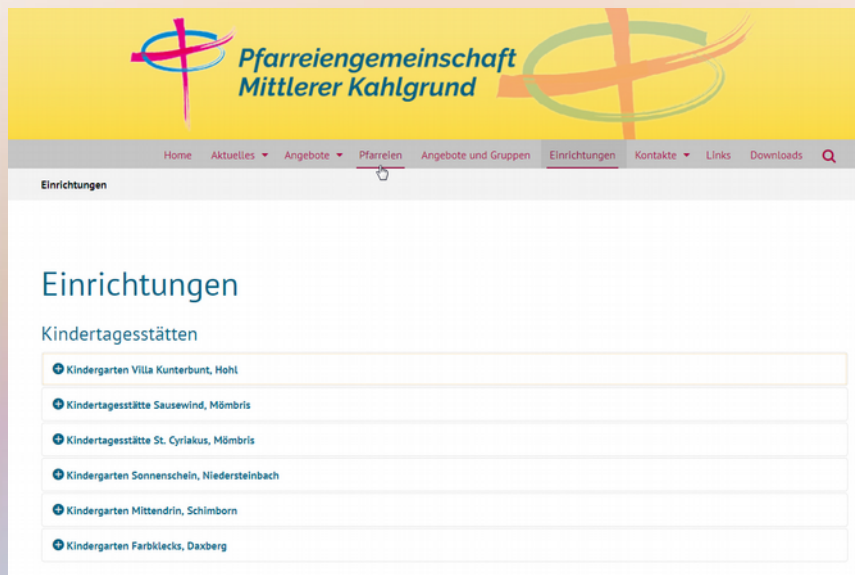 Pfarreiengemeinschaft
Mittlerer Kahlgrund
Home Aktuelles Angebote Pfarreien Angebote und Gruppen Einrichtungen Kontakte Links Downloads
Einrichtungen
Einrichtungen
Kindertagesstätten
Kindergarten Villa Kunterbunt, Hohl
Kindertagesstätte Sausewind, Mömbris
Kindertagesstätte St. Cyriakus, Mömbris
Kindergarten Sonnenschein, Niedersteinbach
Kindergarten Mittendrin, Schimborn
Kindergarten Farbklecks, Daxberg